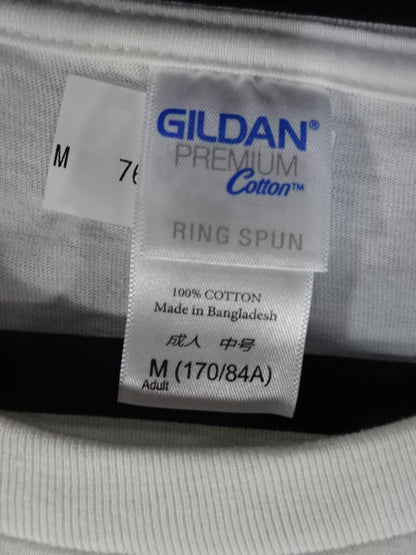 GILDAN®
PREMIUM
Cotton™
RING SPUN
100% COTTON
Made in Bangladesh
成人 中号
M (170/84A)
Adult
M 76